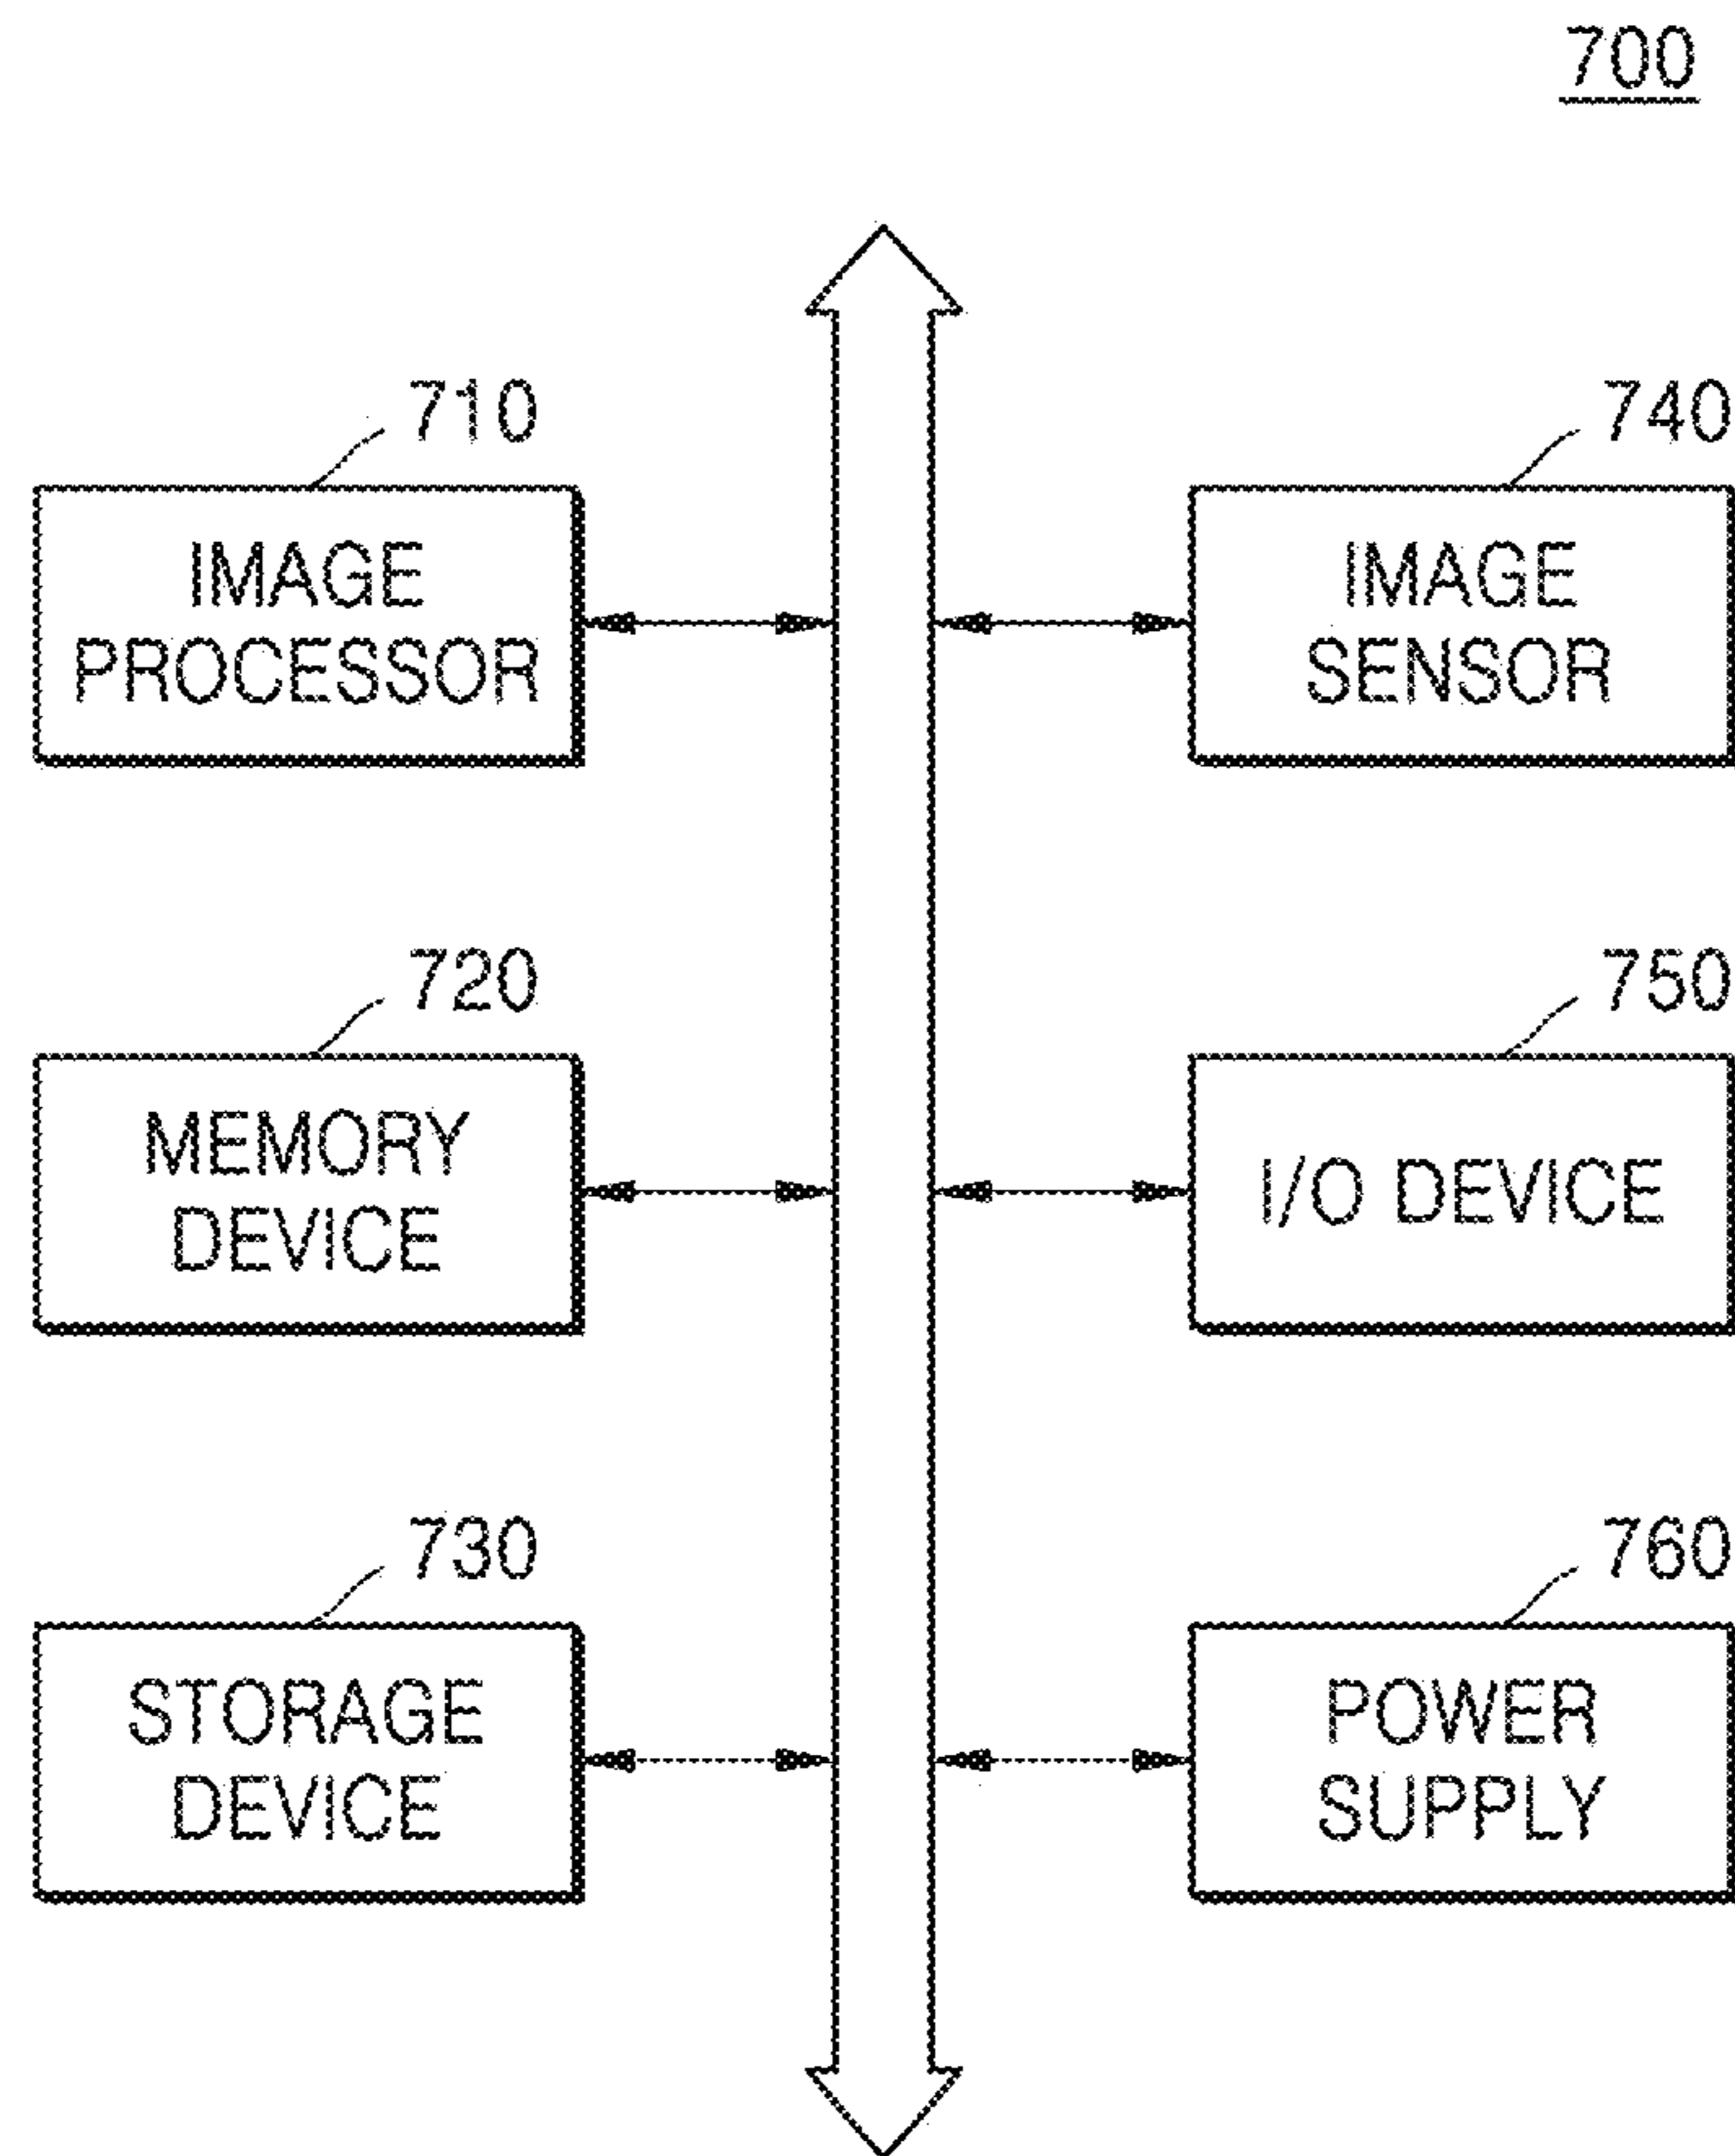 700
710
IMAGE
PROCESSOR
740
IMAGE
SENSOR
720
MEMORY
DEVICE
750
I/O DEVICE
730
STORAGE
DEVICE
760
POWER
SUPPLY